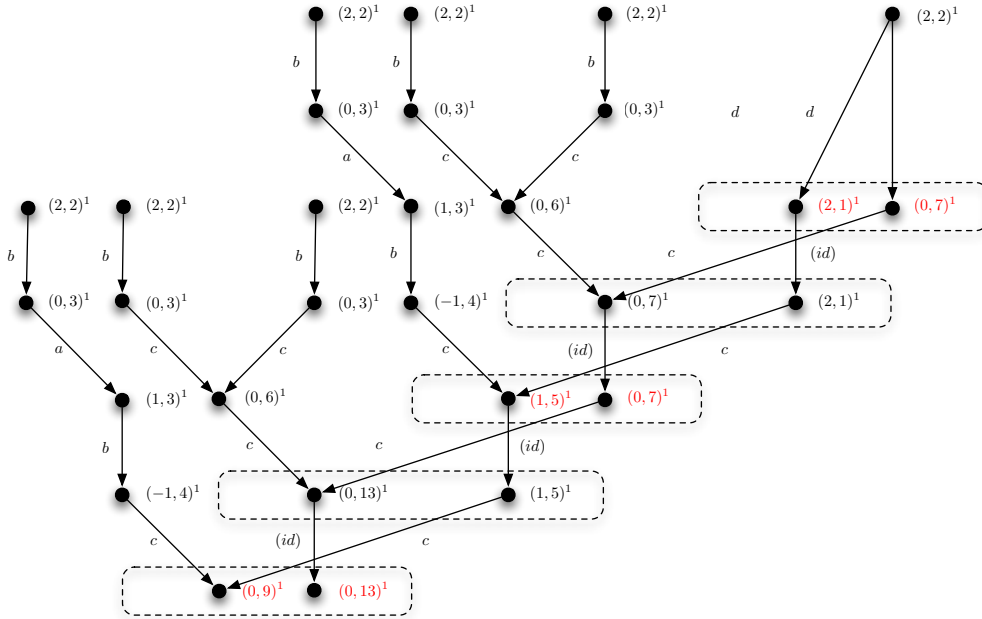 (2, 2)¹ (2, 2)¹ (2, 2)¹ (2, 2)¹
b b b
(0, 3)¹ (0, 3)¹ (0, 3)¹ d d
a c c
(2, 2)¹ (2, 2)¹ (2, 2)¹ (1, 3)¹ (0, 6)¹ (2, 1)¹ (0, 7)¹
b b b b c c (id)
(0, 3)¹ (0, 3)¹ (0, 3)¹ (−1, 4)¹ (0, 7)¹ (2, 1)¹
a c c c (id) c
(1, 3)¹ (0, 6)¹ (1, 5)¹ (0, 7)¹
b c c (id)
(−1, 4)¹ (0, 13)¹ (1, 5)¹
c (id) c
(0, 9)¹ (0, 13)¹